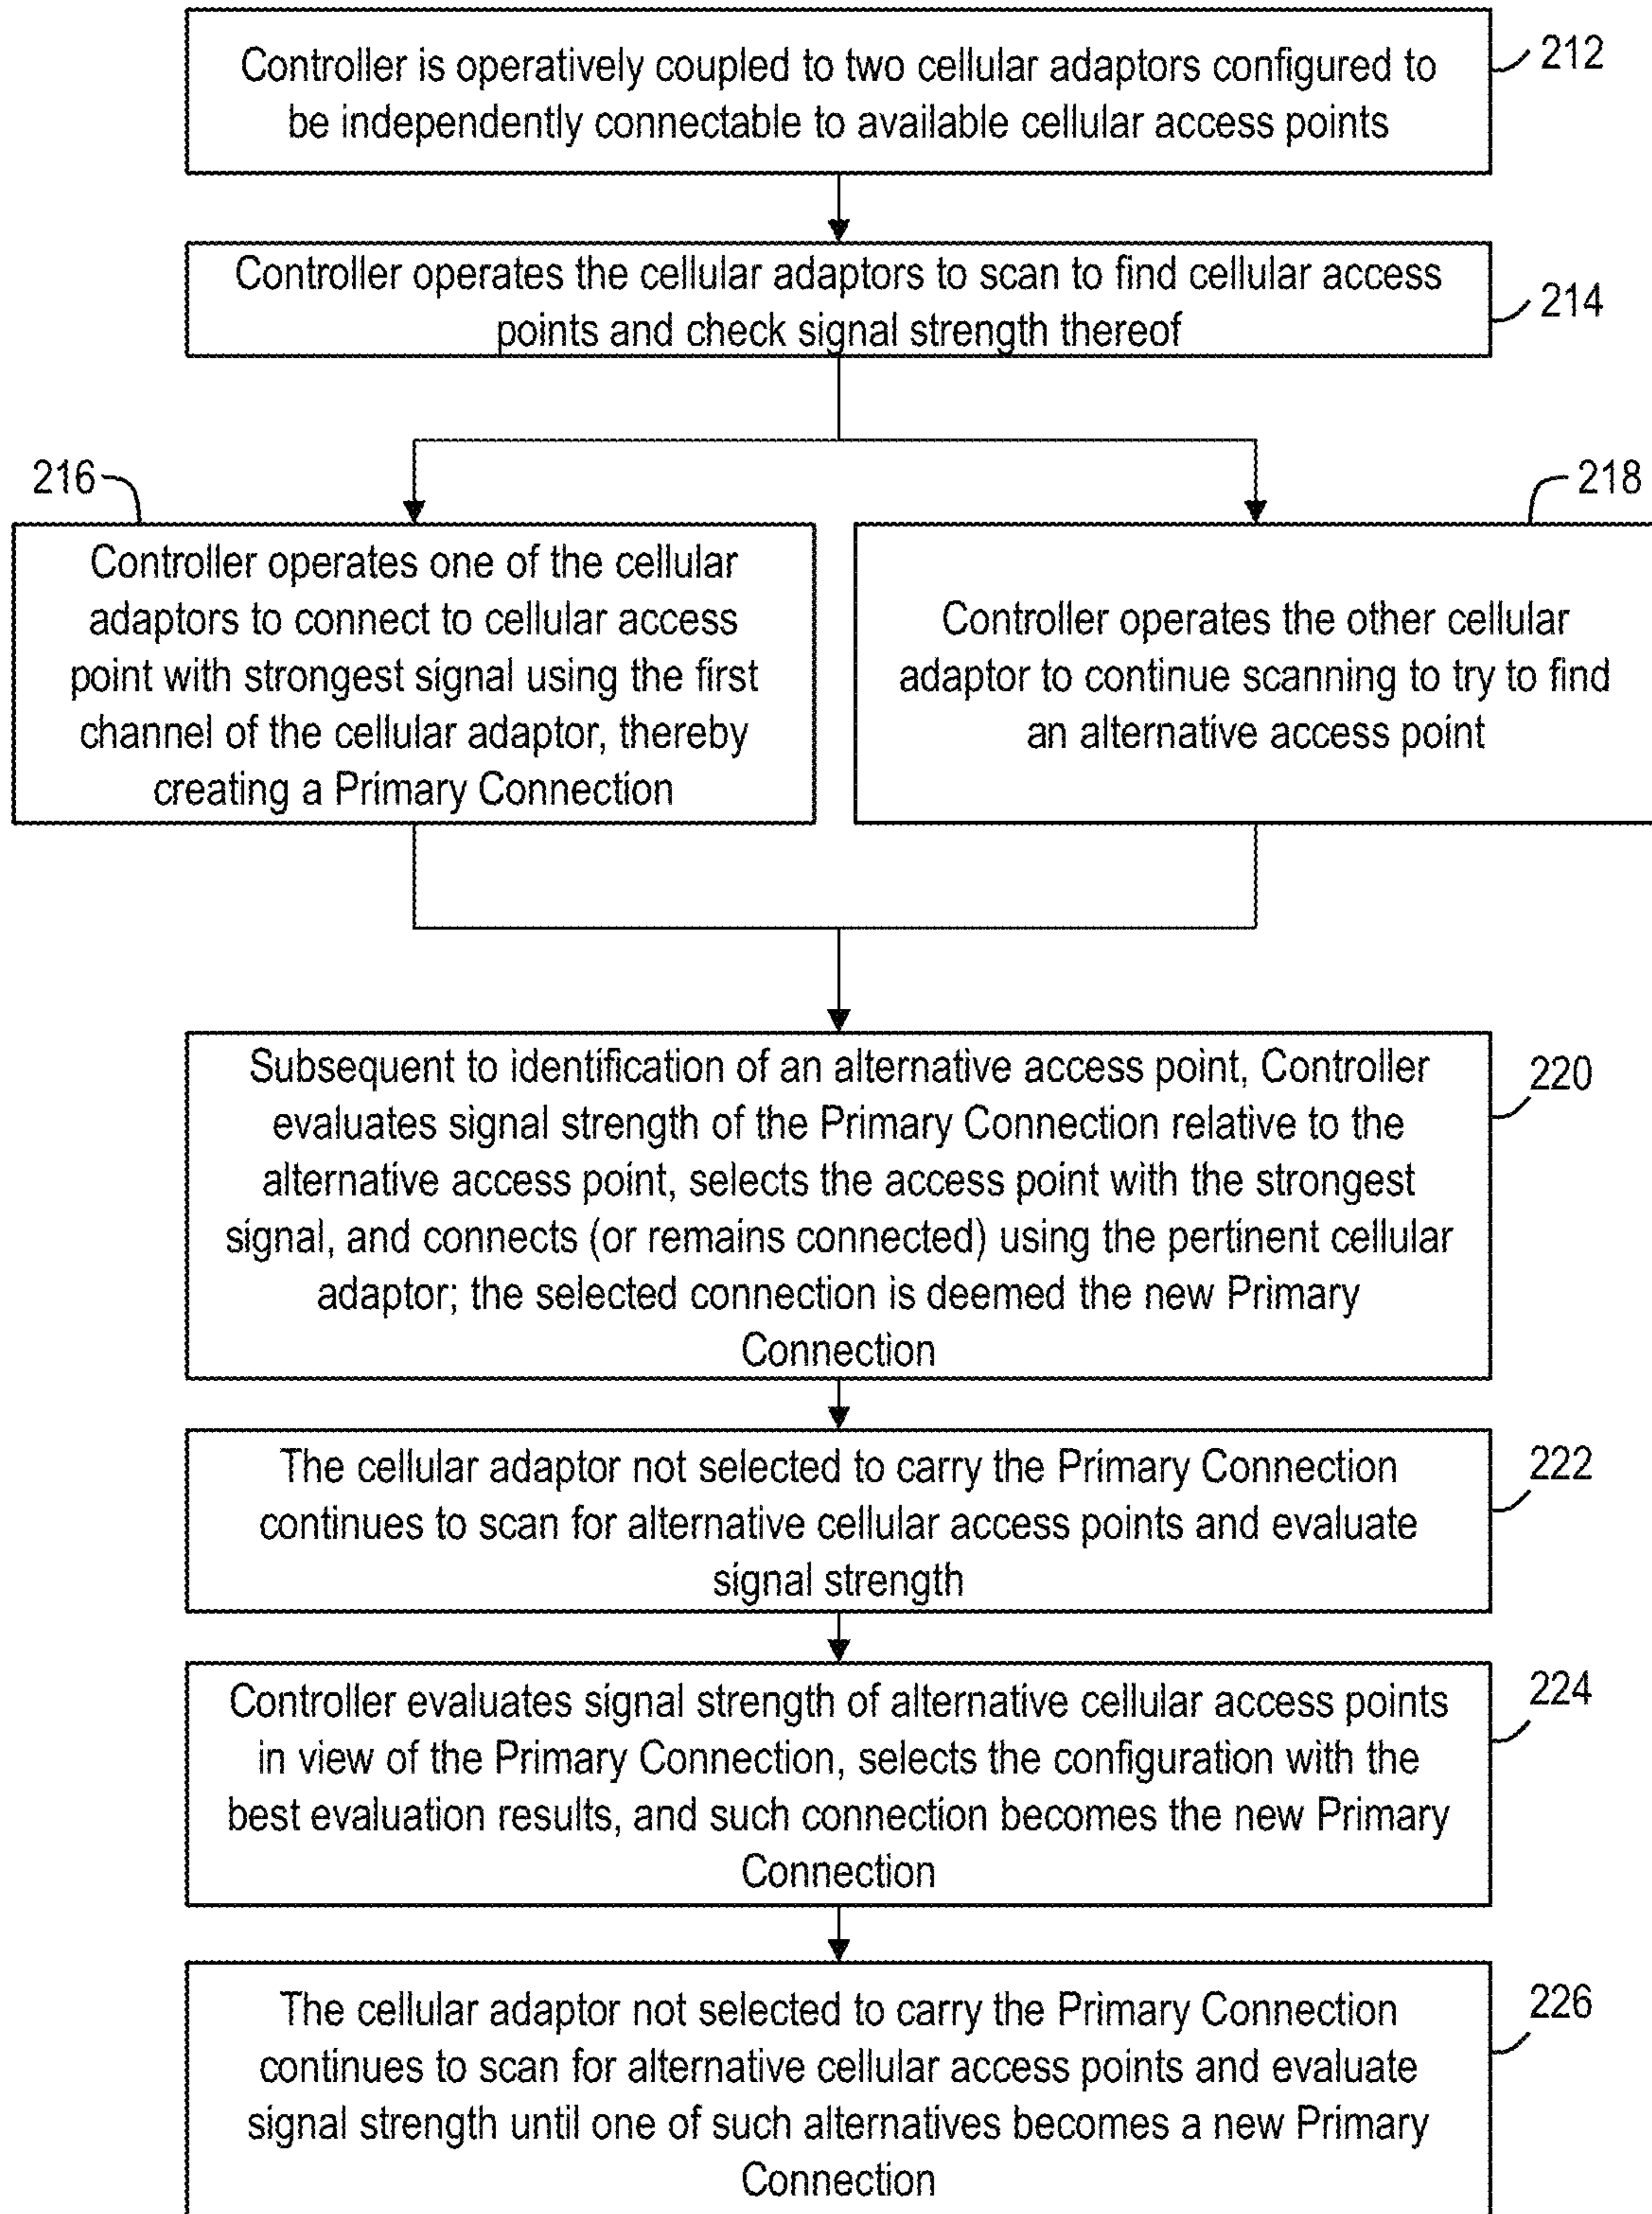 Controller is operatively coupled to two cellular adaptors configured to
be independently connectable to available cellular access points
212
Controller operates the cellular adaptors to scan to find cellular access
points and check signal strength thereof
214
216
Controller operates one of the cellular
adaptors to connect to cellular access
point with strongest signal using the first
channel of the cellular adaptor, thereby
creating a Primary Connection
218
Controller operates the other cellular
adaptor to continue scanning to try to find
an alternative access point
Subsequent to identification of an alternative access point, Controller
evaluates signal strength of the Primary Connection relative to the
alternative access point, selects the access point with the strongest
signal, and connects (or remains connected) using the pertinent cellular
adaptor; the selected connection is deemed the new Primary
Connection
220
The cellular adaptor not selected to carry the Primary Connection
continues to scan for alternative cellular access points and evaluate
signal strength
222
Controller evaluates signal strength of alternative cellular access points
in view of the Primary Connection, selects the configuration with the
best evaluation results, and such connection becomes the new Primary
Connection
224
The cellular adaptor not selected to carry the Primary Connection
continues to scan for alternative cellular access points and evaluate
signal strength until one of such alternatives becomes a new Primary
Connection
226